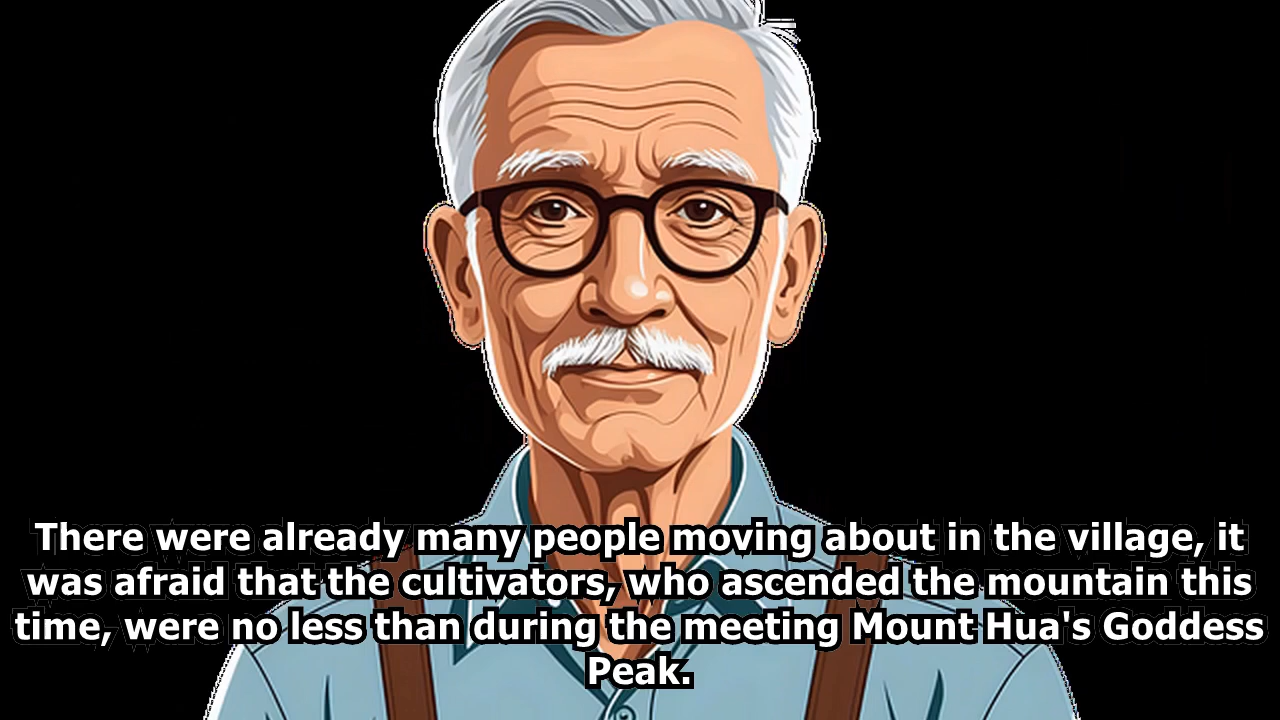 There were already many people moving about in the village, it
was afraid that the cultivators, who ascended the mountain this
time, were no less than during the meeting Mount Hua's Goddess
Peak.